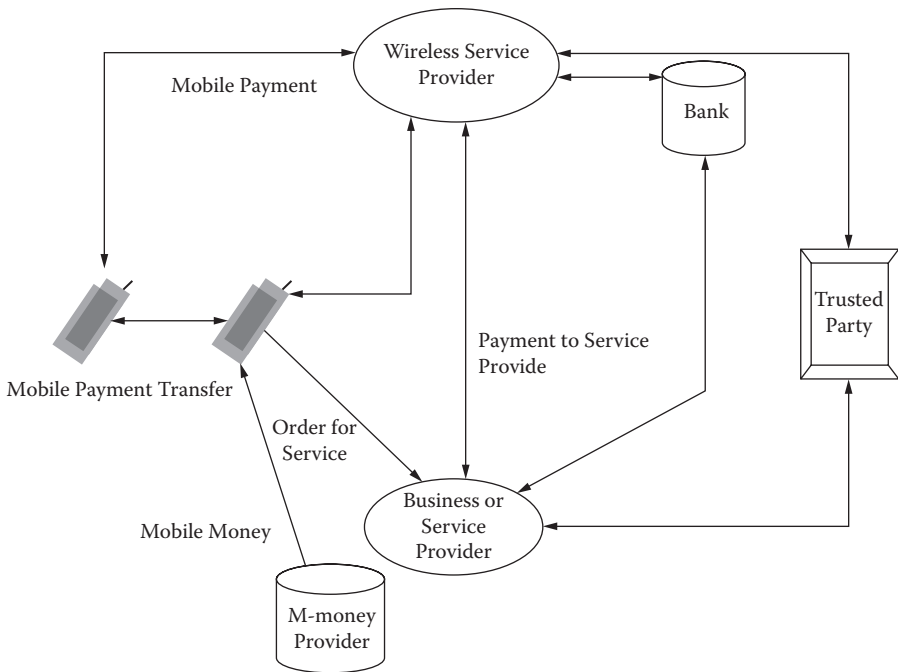 Wireless Service
Provider
Mobile Payment
Bank
Trusted
Party
Payment to Service
Provide
Mobile Payment Transfer
Order for
Service
Business or
Service
Provider
Mobile Money
M-money
Provider